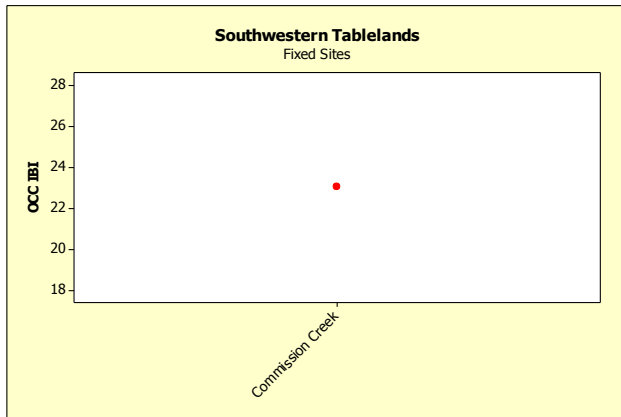 Southwestern Tablelands
Fixed Sites
OCC IBI
28
26
24
22
20
18
Commission Creek